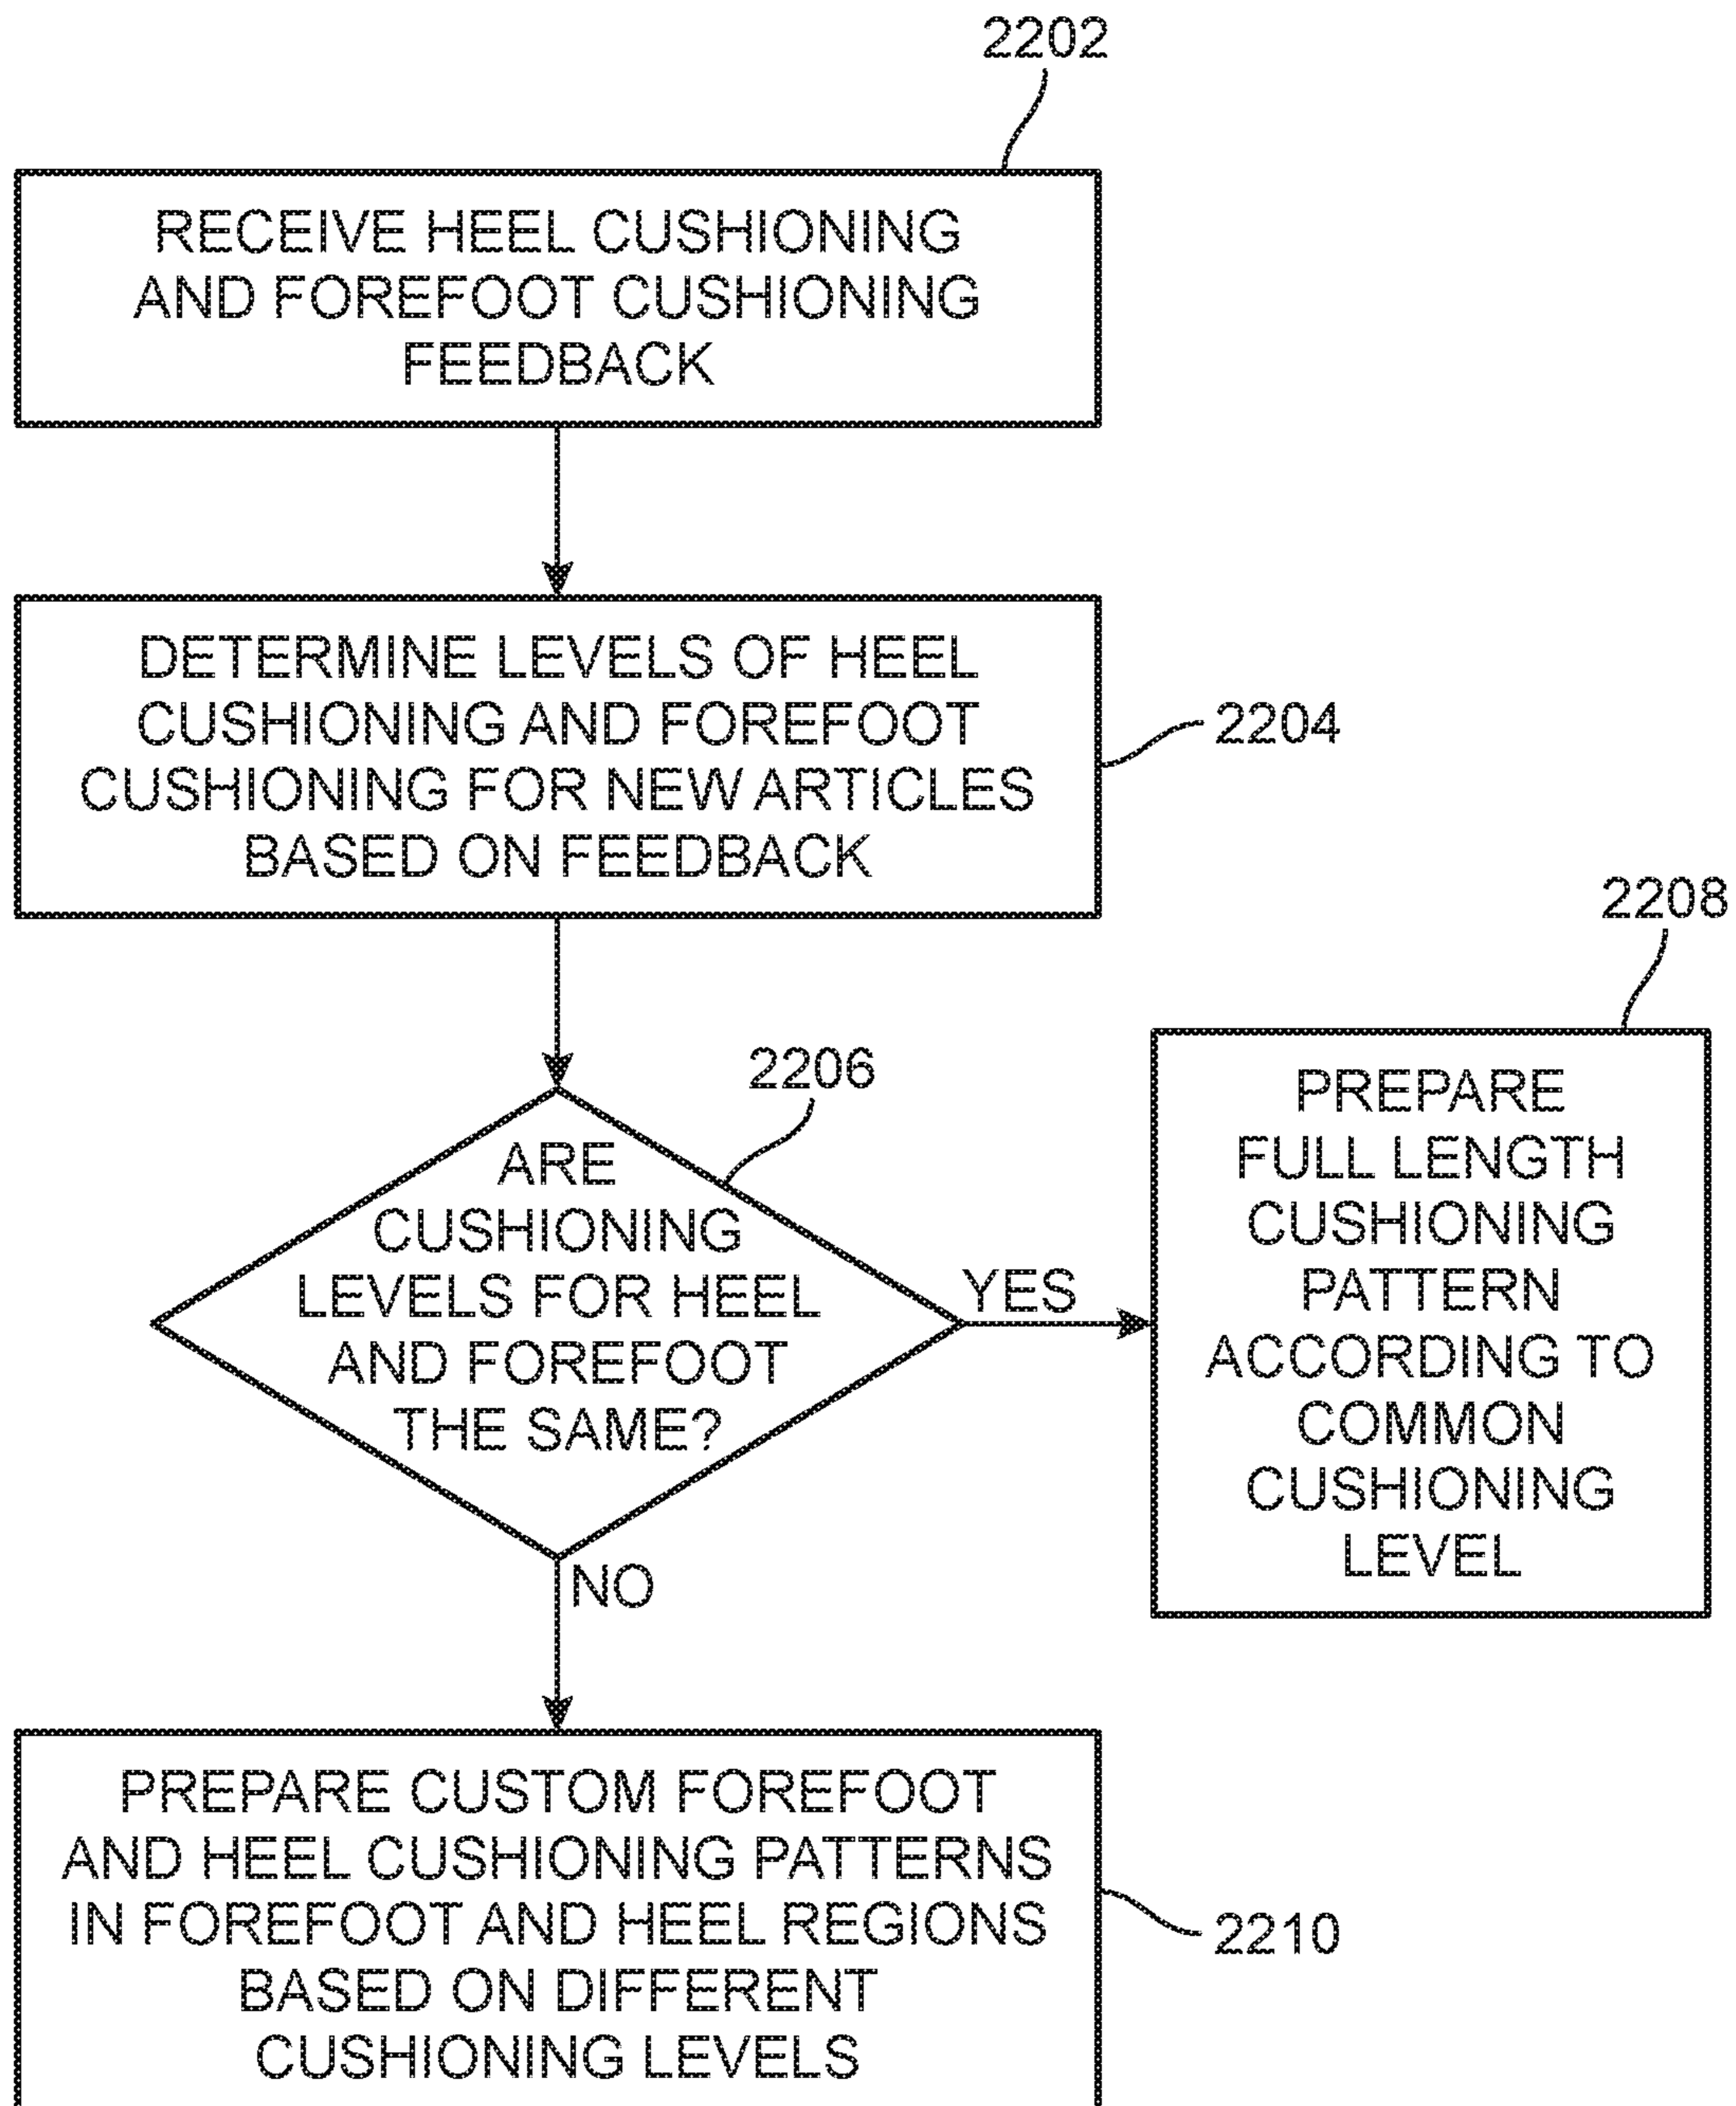 2202
RECEIVE HEEL CUSHIONING
AND FOREFOOT CUSHIONING
FEEDBACK
DETERMINE LEVELS OF HEEL
CUSHIONING AND FOREFOOT
CUSHIONING FOR NEW ARTICLES
BASED ON FEEDBACK
2204
2206
ARE
CUSHIONING
LEVELS FOR HEEL
AND FOREFOOT
THE SAME?
YES
2208
PREPARE
FULL LENGTH
CUSHIONING
PATTERN
ACCORDING TO
COMMON
CUSHIONING
LEVEL
NO
PREPARE CUSTOM FOREFOOT
AND HEEL CUSHIONING PATTERNS
IN FOREFOOT AND HEEL REGIONS
BASED ON DIFFERENT
CUSHIONING LEVELS
2210